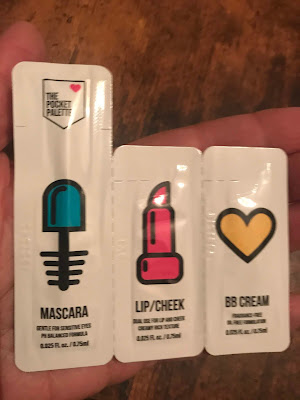 THE
POCKET
PALETTE
MASCARA
GENTLE FOR SENSITIVE EYES
PH BALANCED FORMULA
0.025 FL oz. / 0.75ml
LIP/CHEEK
DUAL USE FOR LIP AND CHEEK
CREAMY RICH TEXTURE
0.025 fl oz. / 0.75ml
BB CREAM
FRAGRANCE-FREE
OIL FREE FORMULATION
0.025 fl oz. / 0.75ml